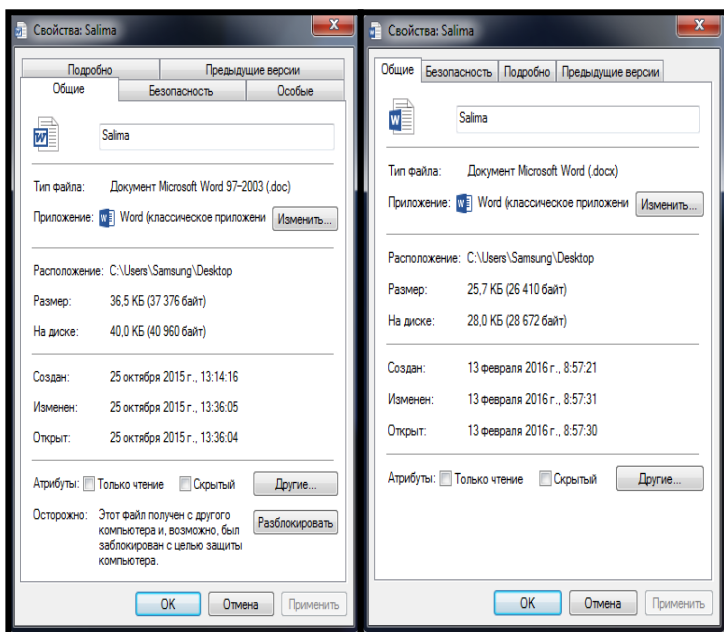 Свойства: Salima
Подробно Предыдущие версии
Общие Безопасность Особые
Salima
Тип файла: Документ Microsoft Word 97-2003 (.doc)
Приложение: Word (классическое приложени Изменить...
Расположение: C:\Users\Samsung\Desktop
Размер: 36,5 КБ (37 376 байт)
На диске: 40,0 КБ (40 960 байт)
Создан: 25 октября 2015 г., 13:14:16
Изменен: 25 октября 2015 г., 13:36:05
Открыт: 25 октября 2015 г., 13:36:04
Атрибуты: Только чтение Скрытый Другие...
Осторожно: Этот файл получен с другого
компьютера и, возможно, был
заблокирован с целью защиты
компьютера.
Разблокировать
OK Отмена Применить
Свойства: Salima
Общие Безопасность Подробно Предыдущие версии
Salima
Тип файла: Документ Microsoft Word (.docx)
Приложение: Word (классическое приложени Изменить...
Расположение: C:\Users\Samsung\Desktop
Размер: 25,7 КБ (26 410 байт)
На диске: 28,0 КБ (28 672 байт)
Создан: 13 февраля 2016 г., 8:57:21
Изменен: 13 февраля 2016 г., 8:57:31
Открыт: 13 февраля 2016 г., 8:57:30
Атрибуты: Только чтение Скрытый Другие...
OK Отмена Применить